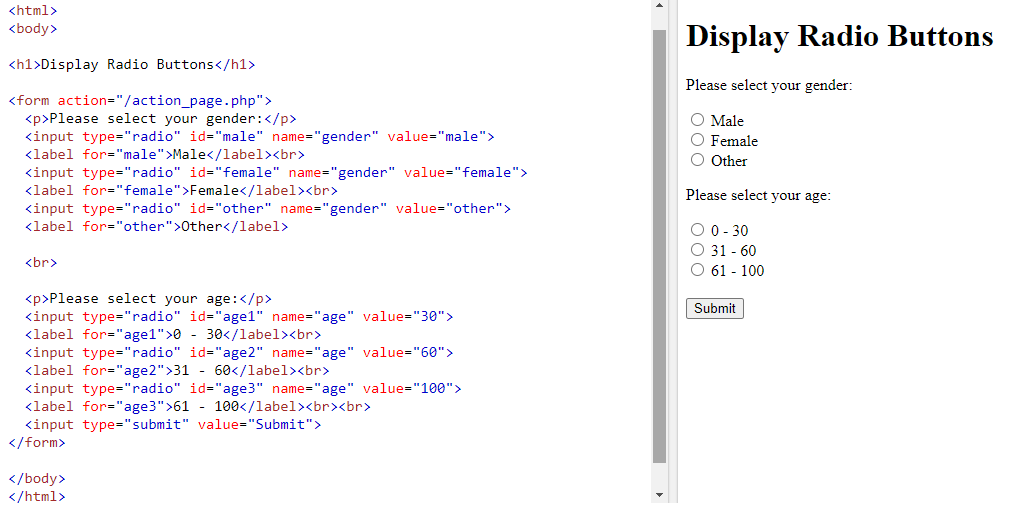 <html>
<body>
<h1>Display Radio Buttons</h1>
<form action="/action_page.php">
<p>Please select your gender:</p>
<input type="radio" id="male" name="gender" value="male">
<label for="male">Male</label><br>
<input type="radio" id="female" name="gender" value="female">
<label for="female">Female</label><br>
<input type="radio" id="other" name="gender" value="other">
<label for="other">Other</label>
<br>
<p>Please select your age:</p>
<input type="radio" id="age1" name="age" value="30">
<label for="age1">0 - 30</label><br>
<input type="radio" id="age2" name="age" value="60">
<label for="age2">31 - 60</label><br>
<input type="radio" id="age3" name="age" value="100">
<label for="age3">61 - 100</label><br><br>
<input type="submit" value="Submit">
</form>
</body>
</html>
Display Radio Buttons
Please select your gender:
Male
Female
Other
Please select your age:
0 - 30
31 - 60
61 - 100
Submit